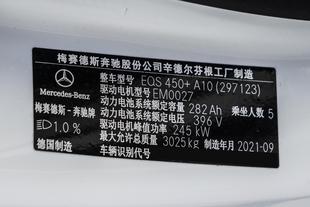 梅赛德斯奔驰股份公司辛德尔芬根工厂制造
整车型号 EQS 450+ A10 (297123)
驱动电机型号 EM0027
动力电池系统额定容量 282 Ah 乘坐人数 5
动力电池系统额定电压 396 V
驱动电机峰值功率 245 kW
最大允许总质量 3025kg 制造年月 2021-09
车辆识别代号
Mercedes-Benz
梅赛德斯-奔驰牌
1.0 %
德国制造